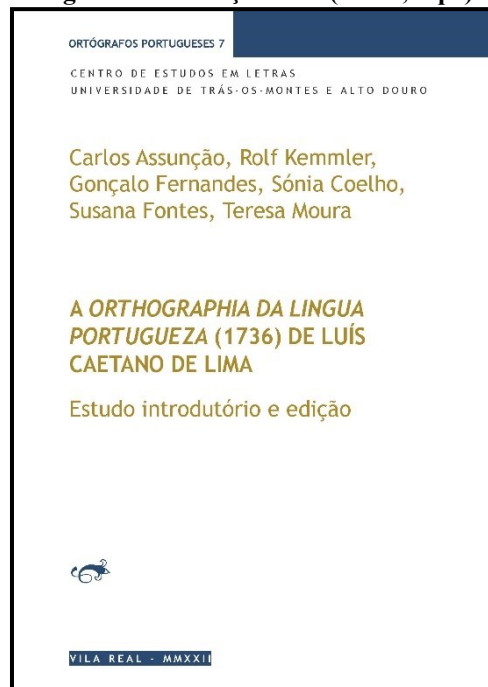 ORTÓGRAFOS PORTUGUESES 7
CENTRO DE ESTUDOS EM LETRAS
UNIVERSIDADE DE TRÁS-OS-MONTES E ALTO DOURO
Carlos Assunção, Rolf Kemmler,
Gonçalo Fernandes, Sónia Coelho,
Susana Fontes, Teresa Moura
A ORTHOGRAPHIA DA LINGUA
PORTUGUEZA (1736) DE LUÍS
CAETANO DE LIMA
Estudo introdutório e edição
VILA REAL - MMXXII